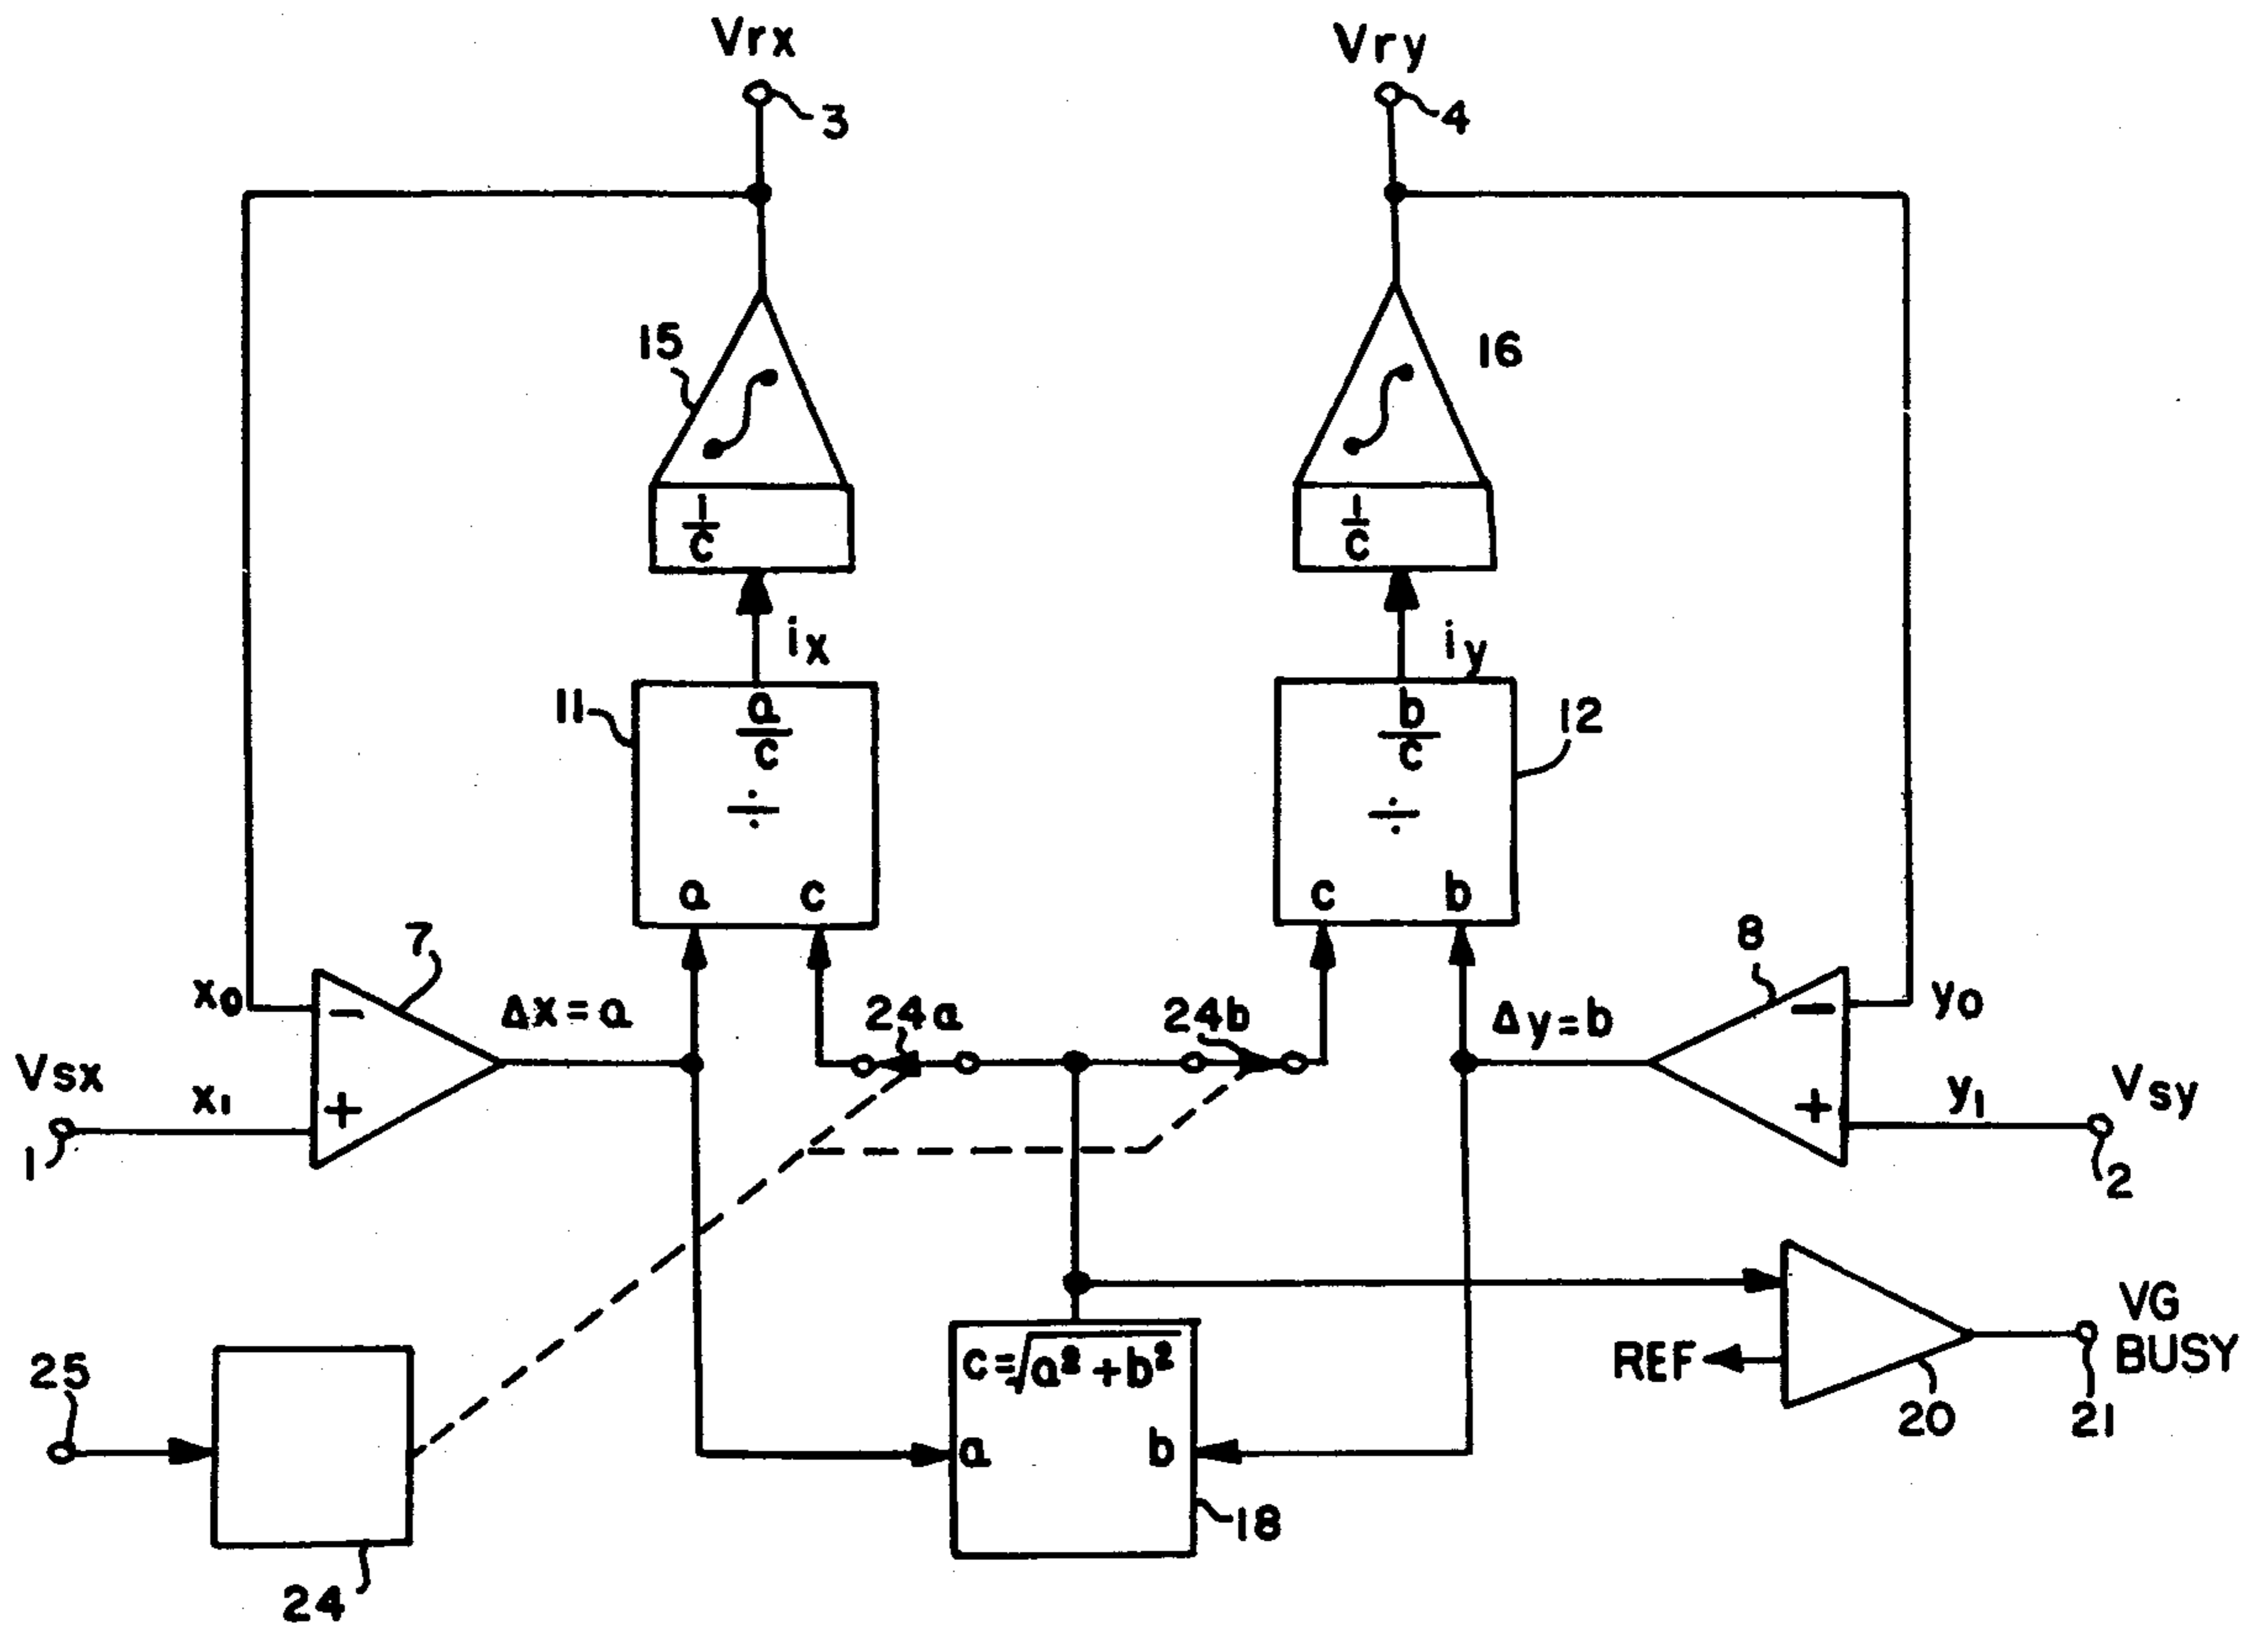 Vrx
Vry
3
4
15
16
1/c
1/c
ix
iy
11
a/c
÷
a c
b/c
÷
c b
12
7
8
x0
−
Δx=a
24a
24b
Δy=b
−
y0
Vsx
x1
+
1
+
y1
Vsy
2
25
24
c=√a²+b²
a
b
18
REF
20
VG
BUSY
21